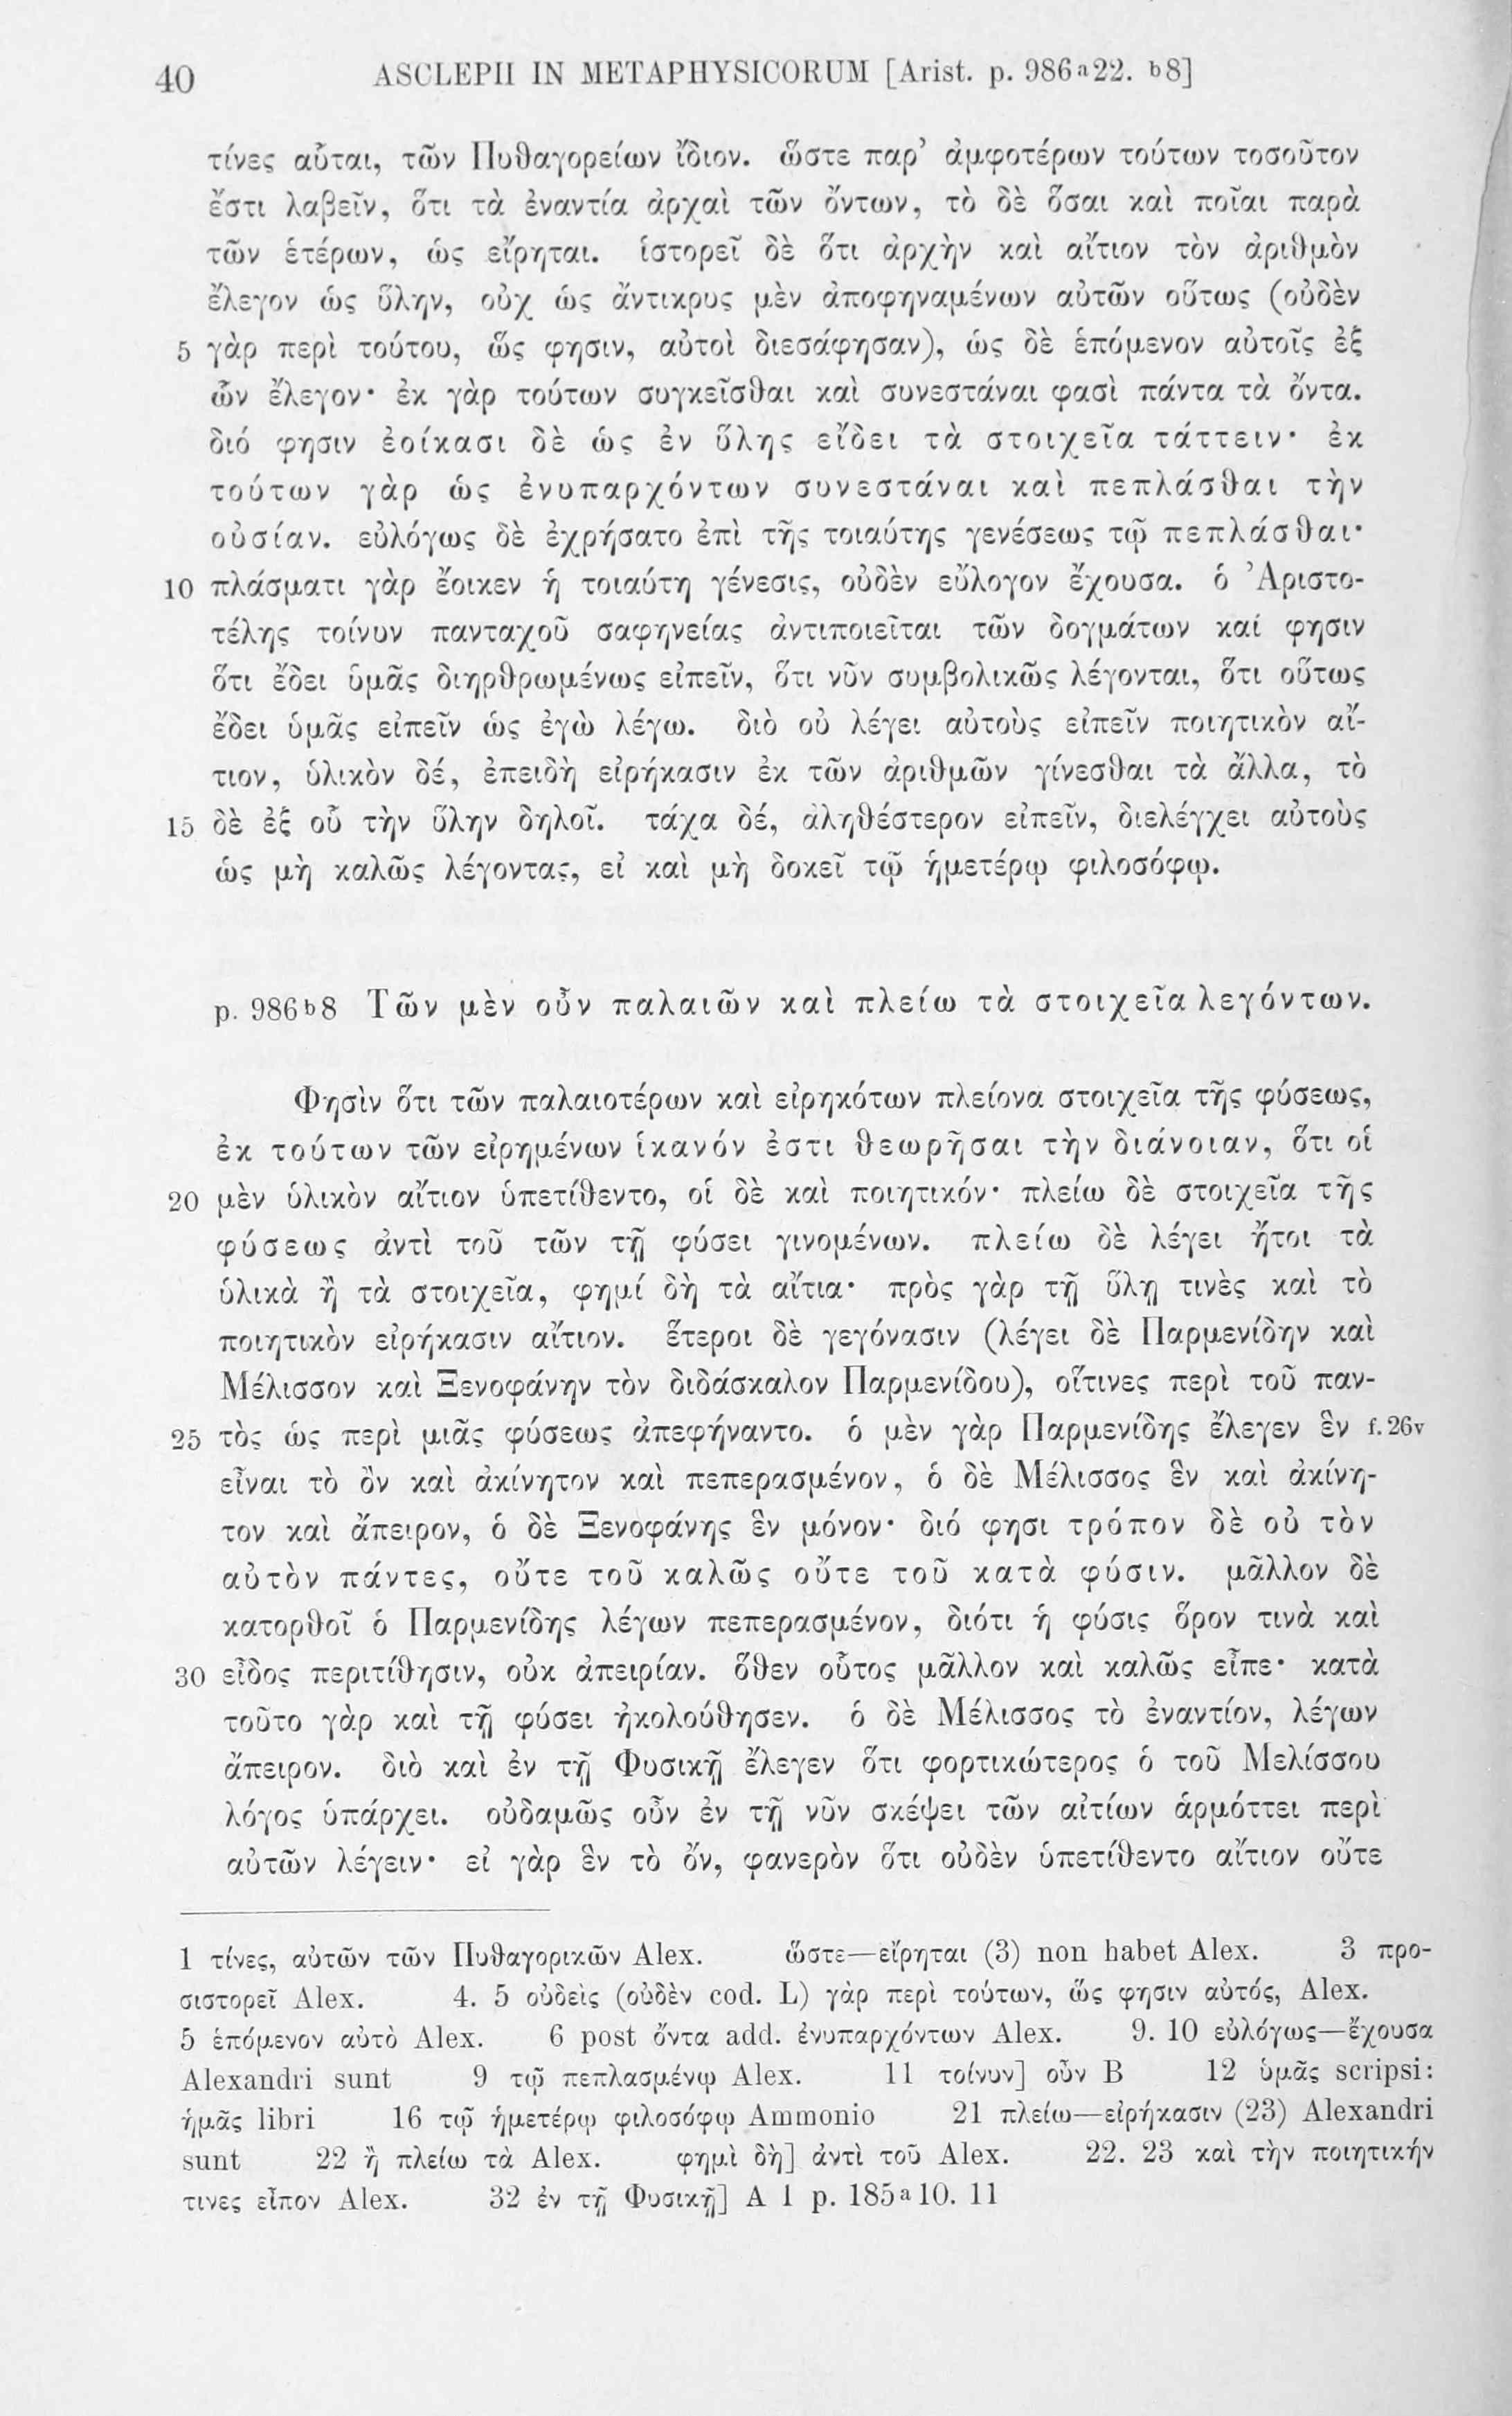 40 ASCLEPII IN METAPHYSICORUM [Arist. p. 986ᵃ22. ᵇ8]
τίνες αὗται, τῶν Πυθαγορείων ἴδιον. ὥστε παρ’ ἀμφοτέρων τούτων τοσοῦτον
ἔστι λαβεῖν, ὅτι τὰ ἐναντία ἀρχαὶ τῶν ὄντων, τὸ δὲ ὅσαι καὶ ποῖαι παρὰ
τῶν ἑτέρων, ὡς εἴρηται. ἱστορεῖ δὲ ὅτι ἀρχὴν καὶ αἴτιον τὸν ἀριθμὸν
ἔλεγον ὡς ὕλην, οὐχ ὡς ἄντικρυς μὲν ἀποφηναμένων αὐτῶν οὕτως (οὐδὲν
5 γὰρ περὶ τούτου, ὥς φησιν, αὐτοὶ διεσάφησαν), ὡς δὲ ἑπόμενον αὐτοῖς ἐξ
ὧν ἔλεγον· ἐκ γὰρ τούτων συγκεῖσθαι καὶ συνεστάναι φασὶ πάντα τὰ ὄντα.
διό φησιν ἐοίκασι δὲ ὡς ἐν ὕλης εἴδει τὰ στοιχεῖα τάττειν· ἐκ
τούτων γὰρ ὡς ἐνυπαρχόντων συνεστάναι καὶ πεπλάσθαι τὴν
οὐσίαν. εὐλόγως δὲ ἐχρήσατο ἐπὶ τῆς τοιαύτης γενέσεως τῷ πεπλάσθαι·
10 πλάσματι γὰρ ἔοικεν ἡ τοιαύτη γένεσις, οὐδὲν εὔλογον ἔχουσα. ὁ Ἀριστο-
τέλης τοίνυν πανταχοῦ σαφηνείας ἀντιποιεῖται τῶν δογμάτων καί φησιν
ὅτι ἔδει ὑμᾶς διηρθρωμένως εἰπεῖν, ὅτι νῦν συμβολικῶς λέγονται, ὅτι οὕτως
ἔδει ὑμᾶς εἰπεῖν ὡς ἐγὼ λέγω. διὸ οὐ λέγει αὐτοὺς εἰπεῖν ποιητικὸν αἴ-
τιον, ὑλικὸν δέ, ἐπειδὴ εἰρήκασιν ἐκ τῶν ἀριθμῶν γίνεσθαι τὰ ἄλλα, τὸ
15 δὲ ἐξ οὗ τὴν ὕλην δηλοῖ. τάχα δέ, ἀληθέστερον εἰπεῖν, διελέγχει αὐτοὺς
ὡς μὴ καλῶς λέγοντας, εἰ καὶ μὴ δοκεῖ τῷ ἡμετέρῳ φιλοσόφῳ.
p. 986ᵇ8 Τῶν μὲν οὖν παλαιῶν καὶ πλείω τὰ στοιχεῖα λεγόντων.
Φησὶν ὅτι τῶν παλαιοτέρων καὶ εἰρηκότων πλείονα στοιχεῖα τῆς φύσεως,
ἐκ τούτων τῶν εἰρημένων ἱκανόν ἐστι θεωρῆσαι τὴν διάνοιαν, ὅτι οἱ
20 μὲν ὑλικὸν αἴτιον ὑπετίθεντο, οἱ δὲ καὶ ποιητικόν· πλείω δὲ στοιχεῖα τῆς
φύσεως ἀντὶ τοῦ τῶν τῇ φύσει γινομένων. πλείω δὲ λέγει ἤτοι τὰ
ὑλικὰ ἢ τὰ στοιχεῖα, φημί δὴ τὰ αἴτια· πρὸς γὰρ τῇ ὕλῃ τινὲς καὶ τὸ
ποιητικὸν εἰρήκασιν αἴτιον. ἕτεροι δὲ γεγόνασιν (λέγει δὲ Παρμενίδην καὶ
Μέλισσον καὶ Ξενοφάνην τὸν διδάσκαλον Παρμενίδου), οἵτινες περὶ τοῦ παν-
25 τὸς ὡς περὶ μιᾶς φύσεως ἀπεφήναντο. ὁ μὲν γὰρ Παρμενίδης ἔλεγεν ἓν f. 26v
εἶναι τὸ ὂν καὶ ἀκίνητον καὶ πεπερασμένον, ὁ δὲ Μέλισσος ἓν καὶ ἀκίνη-
τον καὶ ἄπειρον, ὁ δὲ Ξενοφάνης ἓν μόνον· διό φησι τρόπον δὲ οὐ τὸν
αὐτὸν πάντες, οὔτε τοῦ καλῶς οὔτε τοῦ κατὰ φύσιν. μᾶλλον δὲ
κατορθοῖ ὁ Παρμενίδης λέγων πεπερασμένον, διότι ἡ φύσις ὅρον τινὰ καὶ
30 εἶδος περιτίθησιν, οὐκ ἀπειρίαν. ὅθεν οὗτος μᾶλλον καὶ καλῶς εἶπε· κατὰ
τοῦτο γὰρ καὶ τῇ φύσει ἠκολούθησεν. ὁ δὲ Μέλισσος τὸ ἐναντίον, λέγων
ἄπειρον. διὸ καὶ ἐν τῇ Φυσικῇ ἔλεγεν ὅτι φορτικώτερος ὁ τοῦ Μελίσσου
λόγος ὑπάρχει. οὐδαμῶς οὖν ἐν τῇ νῦν σκέψει τῶν αἰτίων ἁρμόττει περὶ
αὐτῶν λέγειν· εἰ γὰρ ἓν τὸ ὄν, φανερὸν ὅτι οὐδὲν ὑπετίθεντο αἴτιον οὔτε
1 τίνες, αὐτῶν τῶν Πυθαγορικῶν Alex. ὥστε—εἴρηται (3) non habet Alex. 3 προ-
σιστορεῖ Alex. 4. 5 οὐδεὶς (οὐδὲν cod. L) γὰρ περὶ τούτων, ὥς φησιν αὐτός, Alex.
5 ἑπόμενον αὐτὸ Alex. 6 post ὄντα add. ἐνυπαρχόντων Alex. 9. 10 εὐλόγως—ἔχουσα
Alexandri sunt 9 τῷ πεπλασμένῳ Alex. 11 τοίνυν] οὖν B 12 ὑμᾶς scripsi:
ἡμᾶς libri 16 τῷ ἡμετέρῳ φιλοσόφῳ Ammonio 21 πλείω—εἰρήκασιν (23) Alexandri
sunt 22 ἢ πλείω τὰ Alex. φημὶ δὴ] ἀντὶ τοῦ Alex. 22. 23 καὶ τὴν ποιητικήν
τινες εἶπον Alex. 32 ἐν τῇ Φυσικῇ] A 1 p. 185ᵃ10. 11